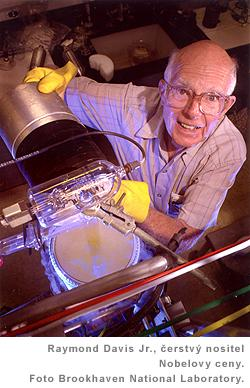 Raymond Davis Jr., čerstvý nositel
Nobelovy ceny.
Foto Brookhaven National Laboratory.